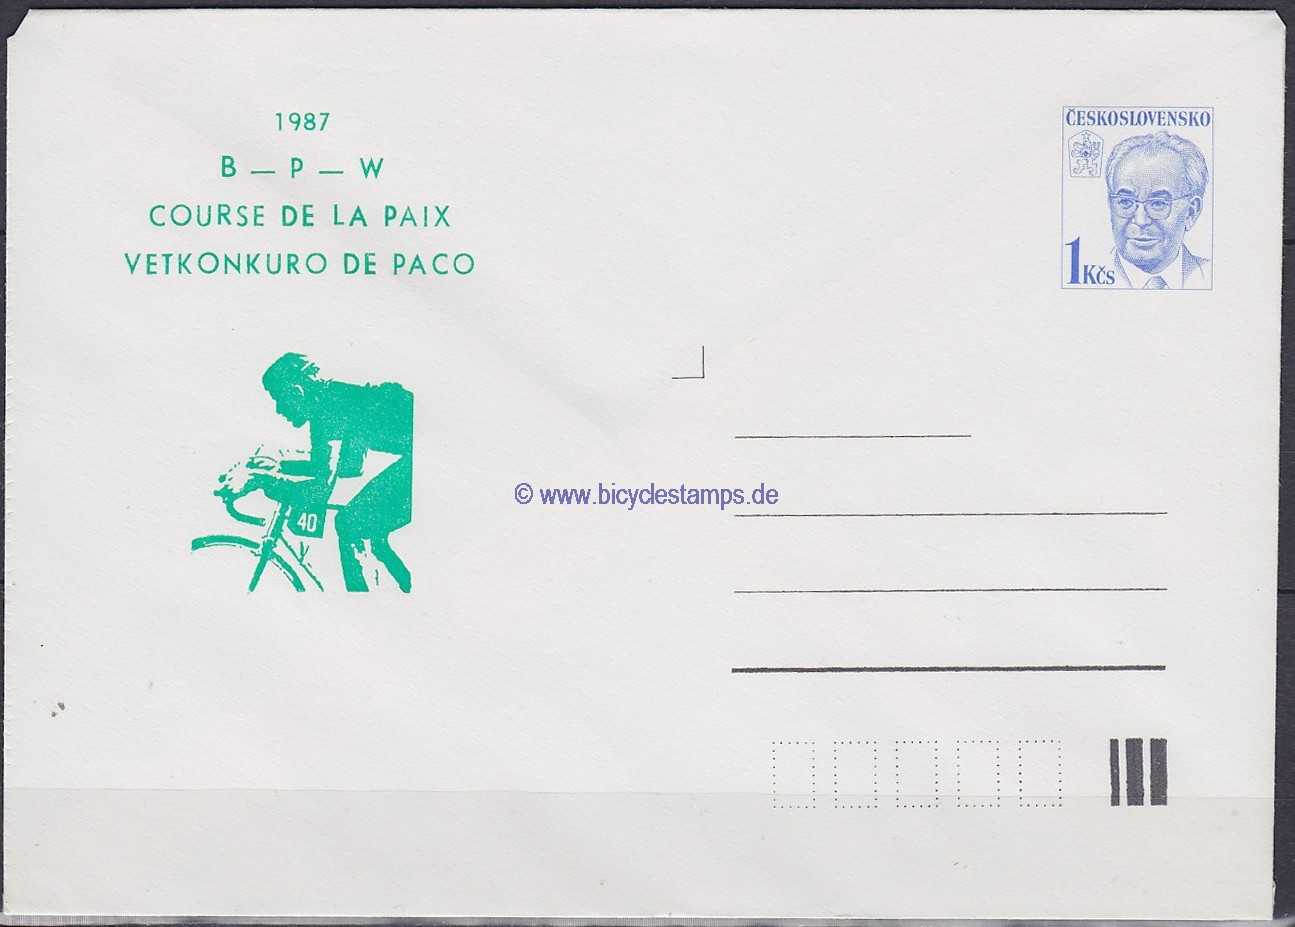 1987
B – P – W
COURSE DE LA PAIX
VETKONKURO DE PACO
ČESKOSLOVENSKO
1 Kčs
40
© www.bicyclestamps.de